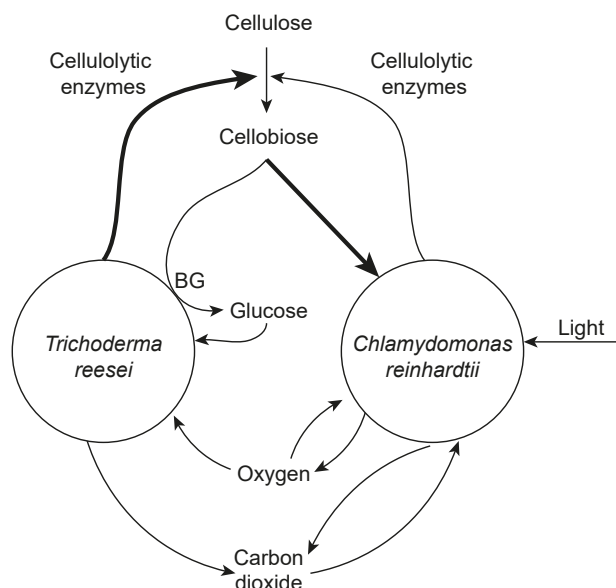 Cellulose
Cellulolytic
enzymes
Cellulolytic
enzymes
Cellobiose
BG
Glucose
Trichoderma
reesei
Chlamydomonas
reinhardtii
Light
Oxygen
Carbon
dioxide